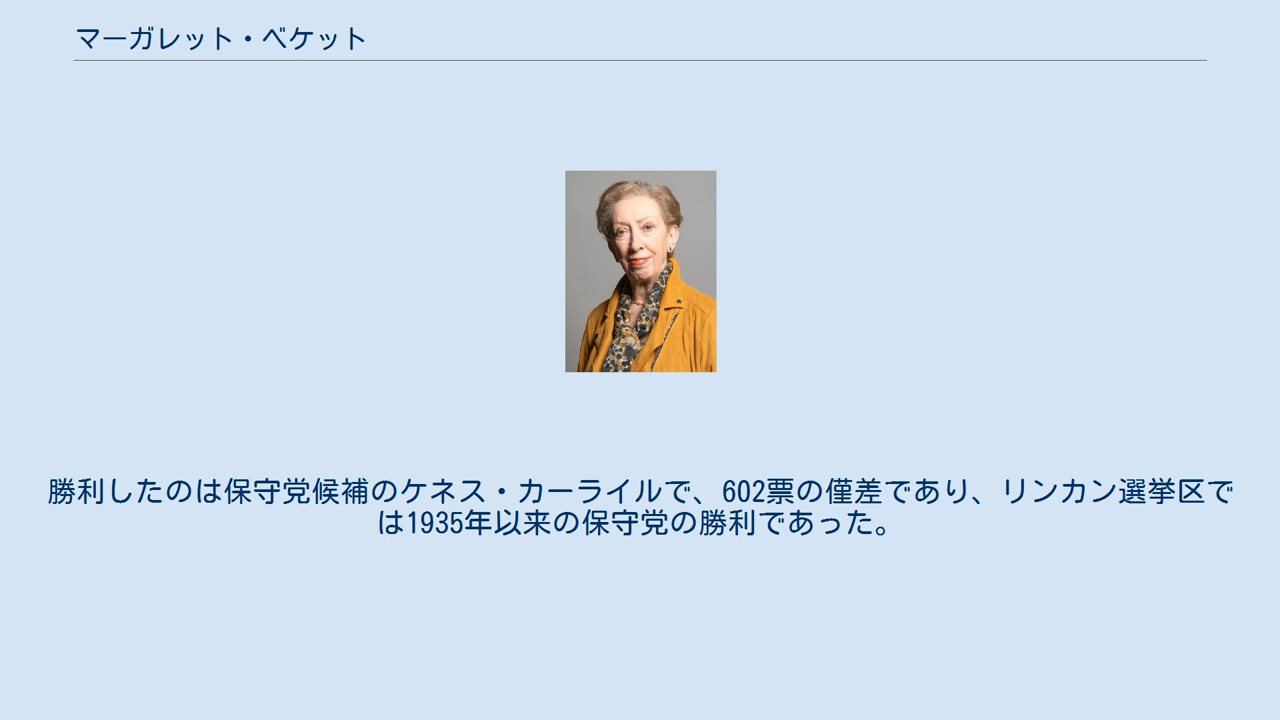 マーガレット・ベケット
勝利したのは保守党候補のケネス・カーライルで、602票の僅差であり、リンカン選挙区で
は1935年以来の保守党の勝利であった。